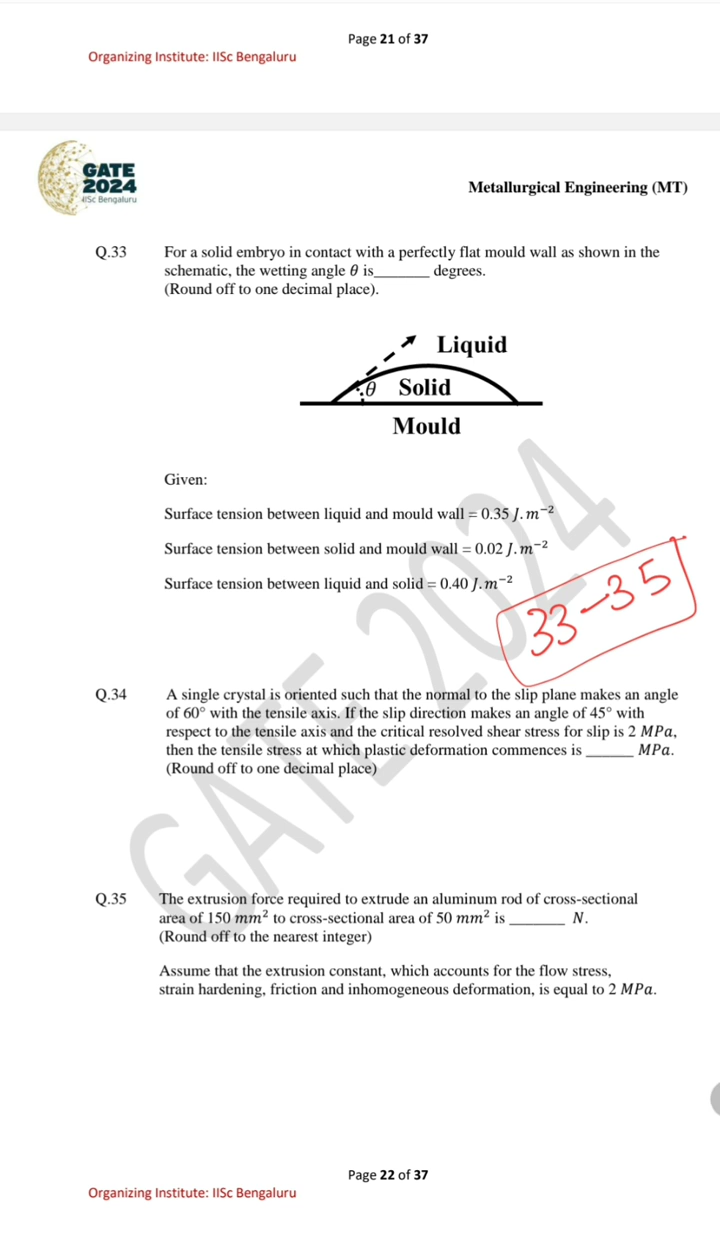 Page 21 of 37
Organizing Institute: IISc Bengaluru
GATE
2024
IISc Bengaluru
Metallurgical Engineering (MT)
Q.33 For a solid embryo in contact with a perfectly flat mould wall as shown in the
schematic, the wetting angle θ is______ degrees.
(Round off to one decimal place).
Liquid
θ Solid
Mould
Given:
Surface tension between liquid and mould wall = 0.35 J.m⁻²
Surface tension between solid and mould wall = 0.02 J.m⁻²
Surface tension between liquid and solid = 0.40 J.m⁻²
33-35
GATE 2024
Q.34 A single crystal is oriented such that the normal to the slip plane makes an angle
of 60° with the tensile axis. If the slip direction makes an angle of 45° with
respect to the tensile axis and the critical resolved shear stress for slip is 2 MPa,
then the tensile stress at which plastic deformation commences is ______ MPa.
(Round off to one decimal place)
Q.35 The extrusion force required to extrude an aluminum rod of cross-sectional
area of 150 mm² to cross-sectional area of 50 mm² is ______ N.
(Round off to the nearest integer)
Assume that the extrusion constant, which accounts for the flow stress,
strain hardening, friction and inhomogeneous deformation, is equal to 2 MPa.
Page 22 of 37
Organizing Institute: IISc Bengaluru